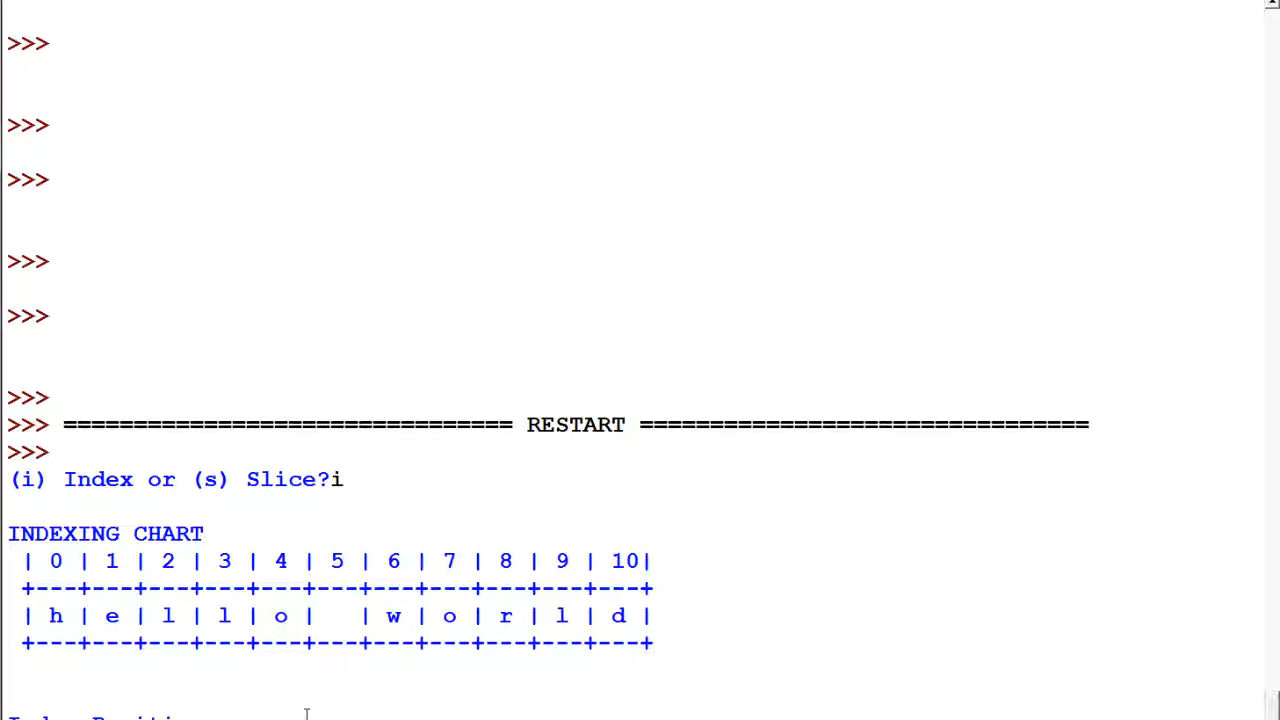 >>>
>>>
>>>
>>>
>>>
>>>
>>> ================================ RESTART ================================
>>>
(i) Index or (s) Slice?i
INDEXING CHART
| 0 | 1 | 2 | 3 | 4 | 5 | 6 | 7 | 8 | 9 | 10|
+---+---+---+---+---+---+---+---+---+---+---+
| h | e | l | l | o |   | w | o | r | l | d |
+---+---+---+---+---+---+---+---+---+---+---+